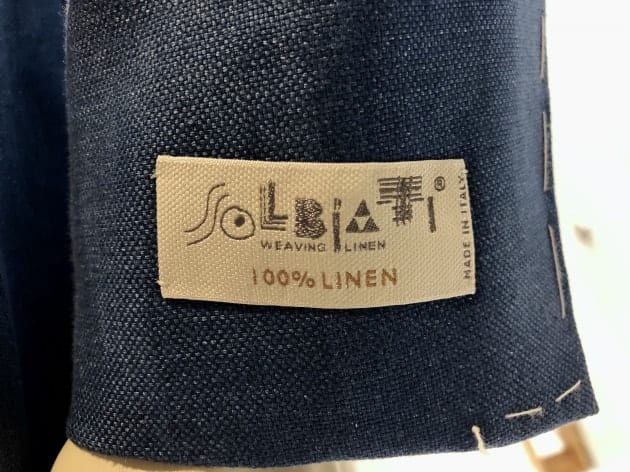 SOLBIATI®
WEAVING LINEN
100% LINEN
MADE IN ITALY